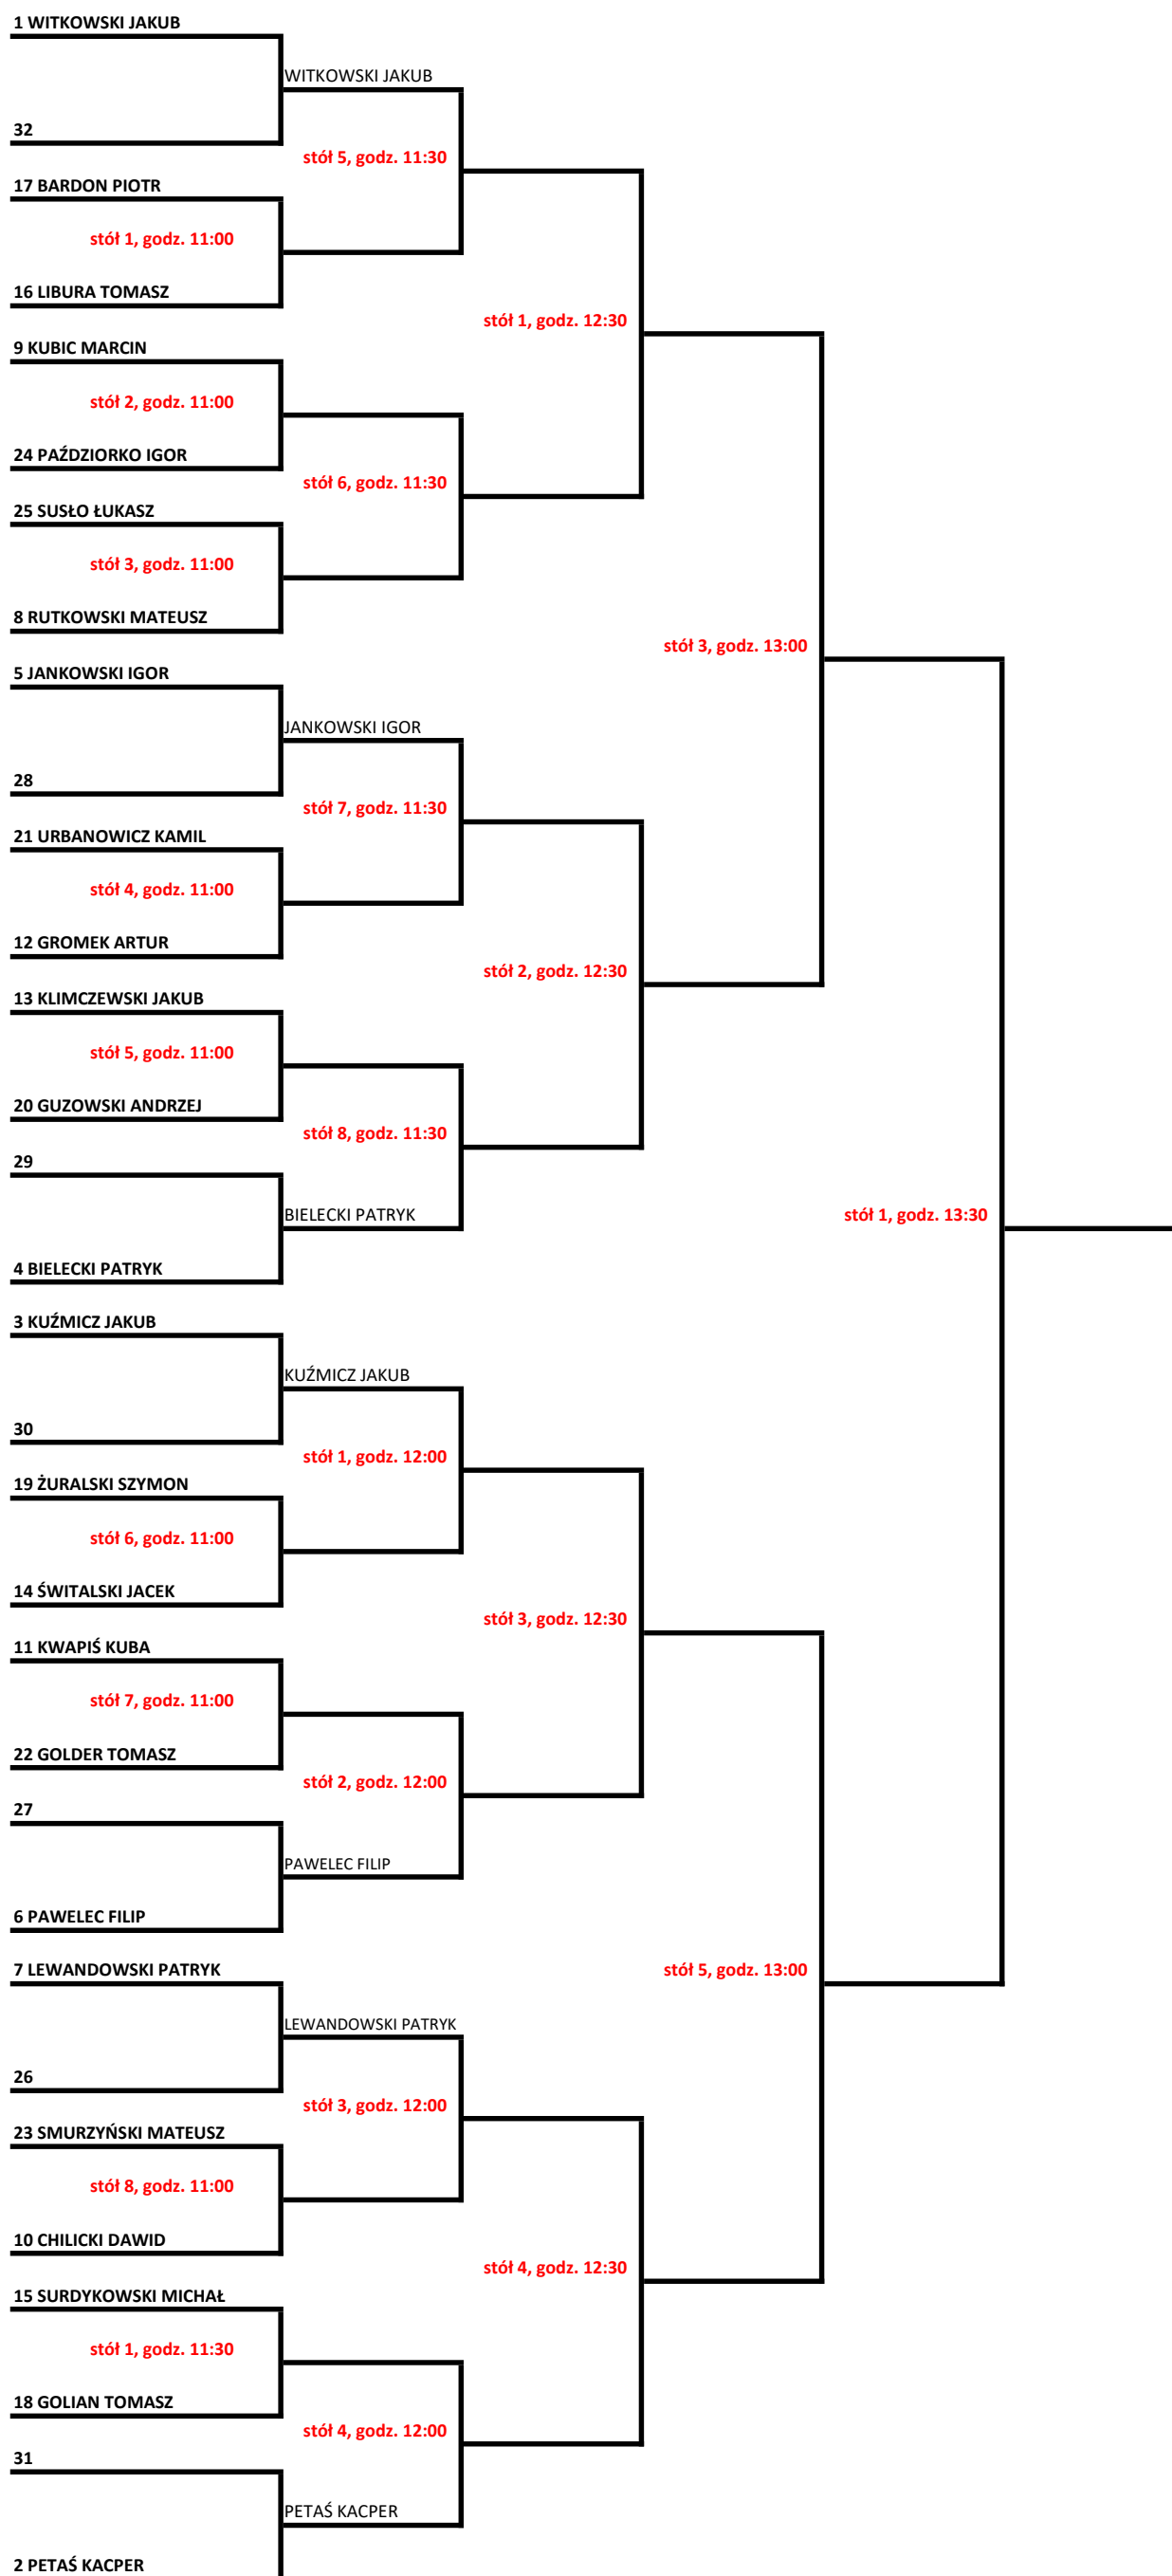 1 WITKOWSKI JAKUB
WITKOWSKI JAKUB
32
stół 5, godz. 11:30
17 BARDON PIOTR
stół 1, godz. 11:00
16 LIBURA TOMASZ
stół 1, godz. 12:30
9 KUBIC MARCIN
stół 2, godz. 11:00
24 PAŹDZIORKO IGOR
stół 6, godz. 11:30
25 SUSŁO ŁUKASZ
stół 3, godz. 11:00
8 RUTKOWSKI MATEUSZ
stół 3, godz. 13:00
5 JANKOWSKI IGOR
JANKOWSKI IGOR
28
stół 7, godz. 11:30
21 URBANOWICZ KAMIL
stół 4, godz. 11:00
12 GROMEK ARTUR
stół 2, godz. 12:30
13 KLIMCZEWSKI JAKUB
stół 5, godz. 11:00
20 GUZOWSKI ANDRZEJ
stół 8, godz. 11:30
29
BIELECKI PATRYK
stół 1, godz. 13:30
4 BIELECKI PATRYK
3 KUŹMICZ JAKUB
KUŹMICZ JAKUB
30
stół 1, godz. 12:00
19 ŻURALSKI SZYMON
stół 6, godz. 11:00
14 ŚWITALSKI JACEK
stół 3, godz. 12:30
11 KWAPIŚ KUBA
stół 7, godz. 11:00
22 GOLDER TOMASZ
stół 2, godz. 12:00
27
PAWELEC FILIP
6 PAWELEC FILIP
7 LEWANDOWSKI PATRYK
stół 5, godz. 13:00
LEWANDOWSKI PATRYK
26
stół 3, godz. 12:00
23 SMURZYŃSKI MATEUSZ
stół 8, godz. 11:00
10 CHILICKI DAWID
stół 4, godz. 12:30
15 SURDYKOWSKI MICHAŁ
stół 1, godz. 11:30
18 GOLIAN TOMASZ
stół 4, godz. 12:00
31
PETAŚ KACPER
2 PETAŚ KACPER